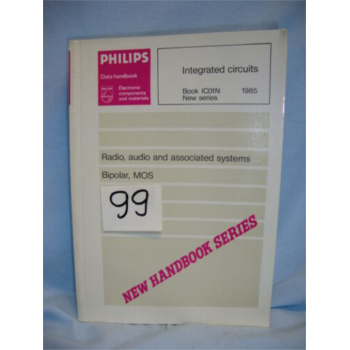 PHILIPS
Data handbook
Electronic
components
and materials
Integrated circuits
Book IC01N 1985
New series
Radio, audio and associated systems
Bipolar, MOS
99
NEW HANDBOOK SERIES